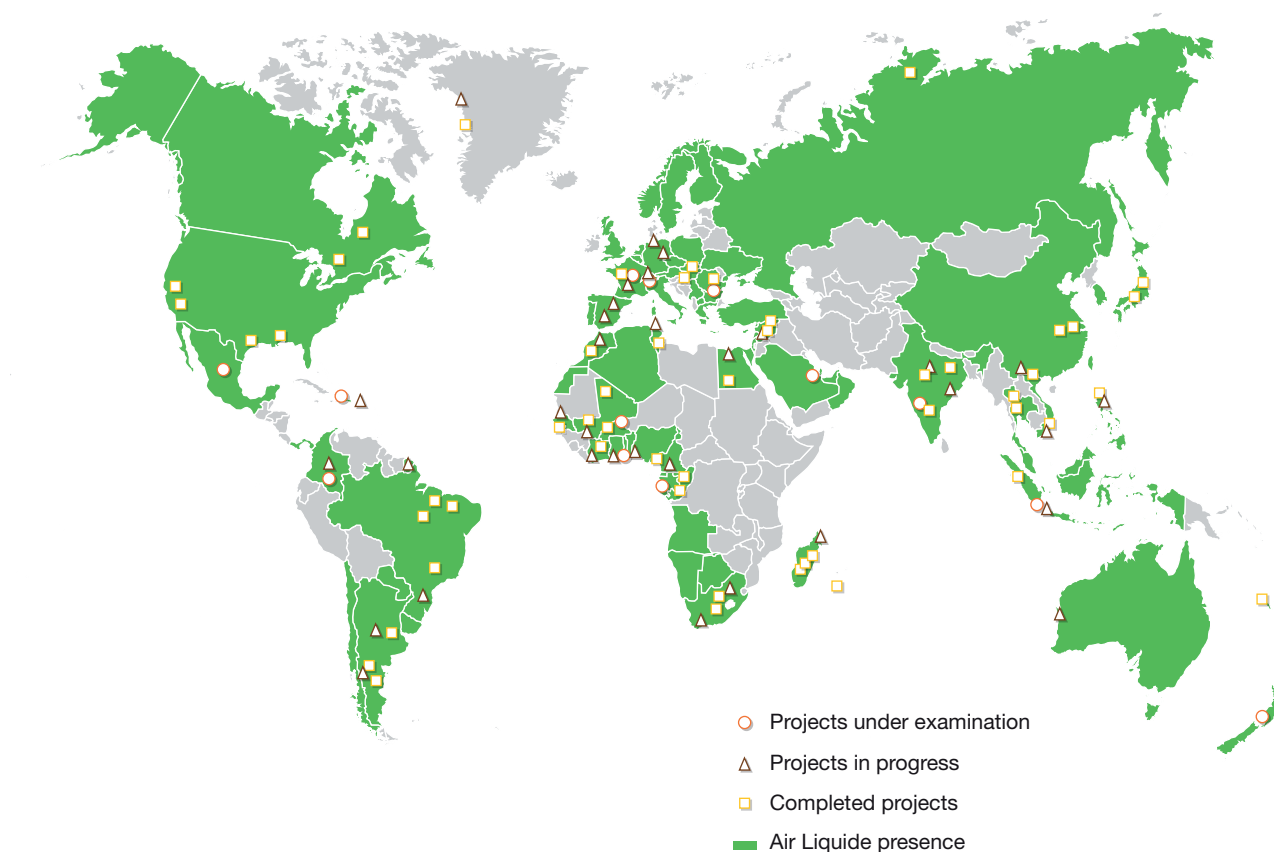 Projects under examination
Projects in progress
Completed projects
Air Liquide presence